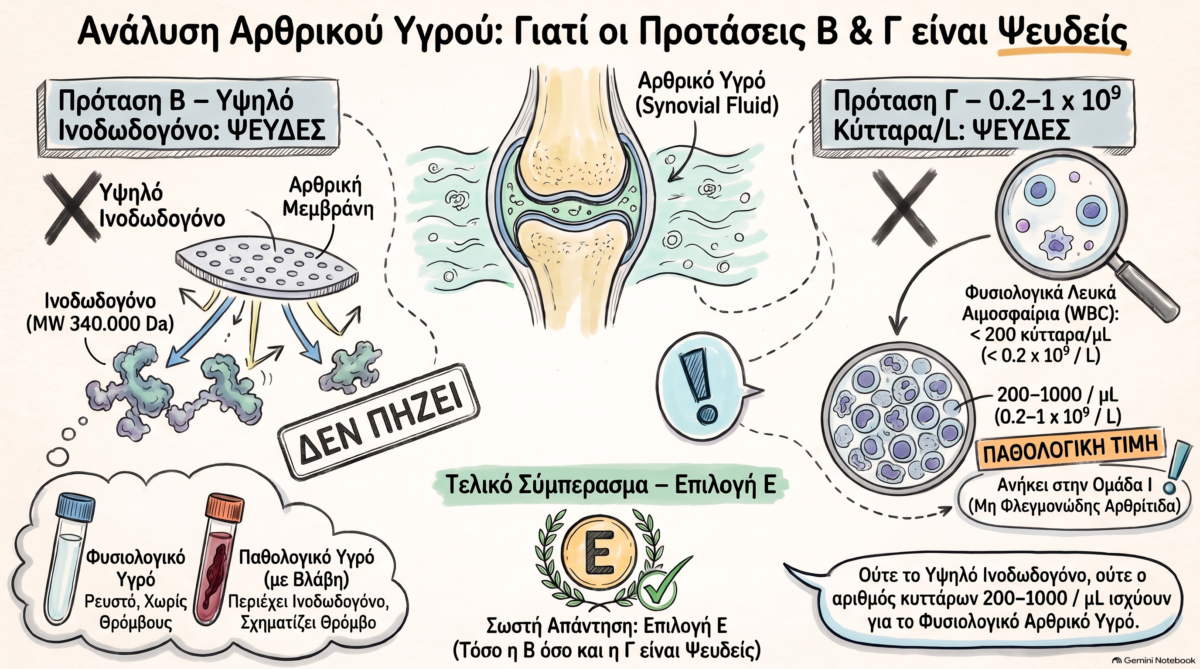 Ανάλυση Αρθρικού Υγρού: Γιατί οι Προτάσεις Β & Γ είναι Ψευδείς
Πρόταση Β – Υψηλό
Ινοδωδογόνο: ΨΕΥΔΕΣ
Υψηλό
Ινοδωδογόνο
Αρθρική
Μεμβράνη
Ινοδωδογόνο
(MW 340.000 Da)
ΔΕΝ ΠΗΖΕΙ
Φυσιολογικό
Υγρό
Ρευστό, Χωρίς
Θρόμβους
Παθολογικό Υγρό
(με Βλάβη)
Περιέχει Ινοδωδογόνο,
Σχηματίζει Θρόμβο
Αρθρικό Υγρό
(Synovial Fluid)
!
Τελικό Σύμπερασμα – Επιλογή Ε
E
Σωστή Απάντηση: Επιλογή Ε
(Τόσο η Β όσο και η Γ είναι Ψευδείς)
Πρόταση Γ – 0.2–1 x 10⁹
Κύτταρα/L: ΨΕΥΔΕΣ
Φυσιολογικά Λευκά
Αιμοσφαίρια (WBC):
< 200 κύτταρα/μL
(< 0.2 x 10⁹ / L)
200–1000 / μL
(0.2–1 x 10⁹ / L)
ΠΑΘΟΛΟΓΙΚΗ ΤΙΜΗ
!
Ανήκει στην Ομάδα Ι
(Μη Φλεγμονώδης Αρθρίτιδα)
Ούτε το Υψηλό Ινοδωδογόνο, ούτε ο
αριθμός κυττάρων 200–1000 / μL ισχύουν
για το Φυσιολογικό Αρθρικό Υγρό.
Gemini Notebook